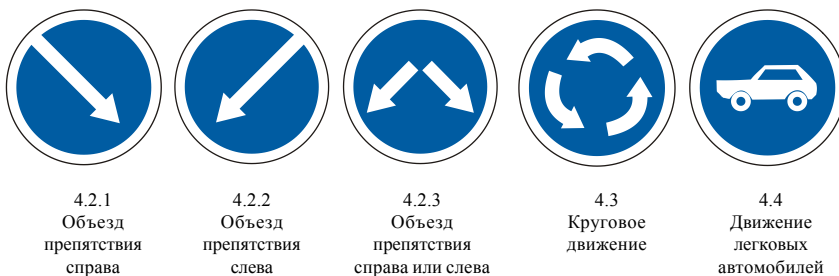 4.2.1
Объезд
препятствия
справа
4.2.2
Объезд
препятствия
слева
4.2.3
Объезд
препятствия
справа или слева
4.3
Круговое
движение
4.4
Движение
легковых
автомобилей